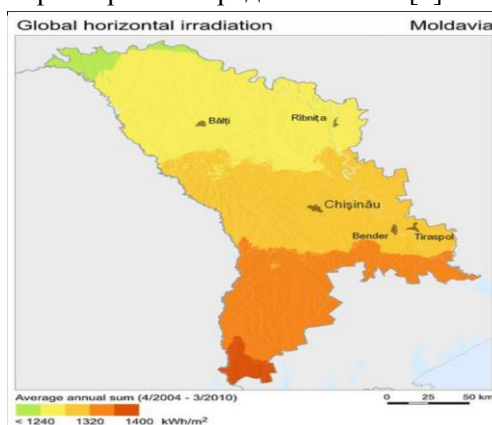 Global horizontal irradiation Moldavia
Bălți
Rîbnița
Chișinău
Bender
Tiraspol
Average annual sum (4/2004 - 3/2010)
0 25 50 km
< 1240 1320 1400 kWh/m²